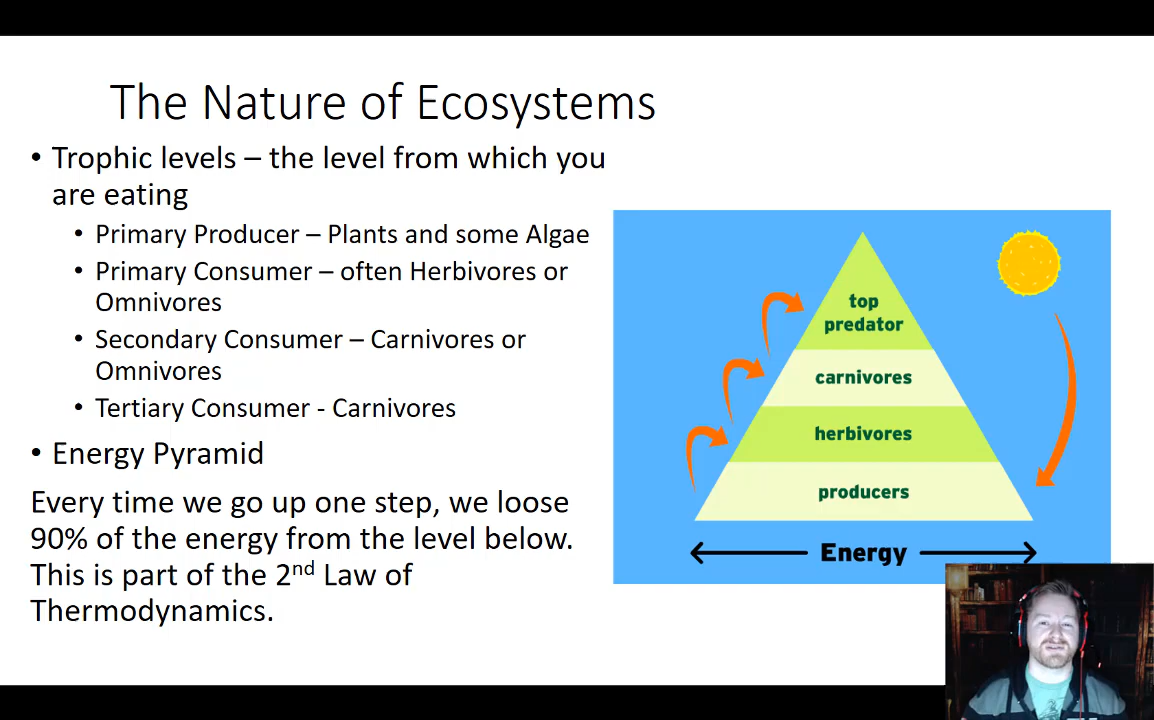 The Nature of Ecosystems
• Trophic levels – the level from which you
are eating
• Primary Producer – Plants and some Algae
• Primary Consumer – often Herbivores or
Omnivores
• Secondary Consumer – Carnivores or
Omnivores
• Tertiary Consumer - Carnivores
• Energy Pyramid
Every time we go up one step, we loose
90% of the energy from the level below.
This is part of the 2nd Law of
Thermodynamics.
top
predator
carnivores
herbivores
producers
Energy